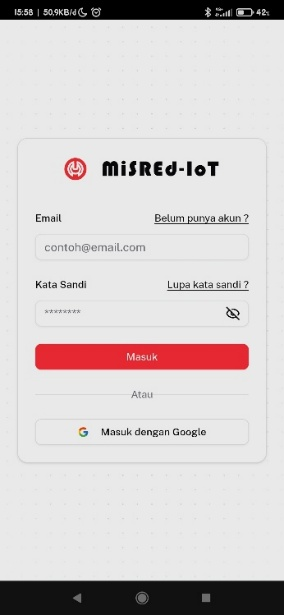 15:58 | 50,9KB/d
42
MiSREd-IoT
Email
Belum punya akun ?
contoh@email.com
Kata Sandi
Lupa kata sandi ?
********
Masuk
Atau
Masuk dengan Google